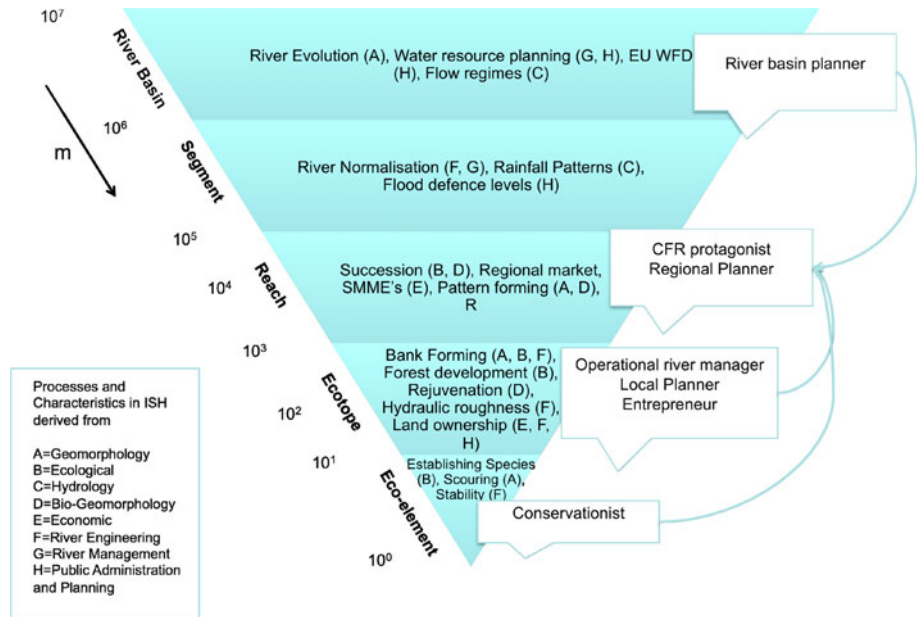 10⁷
River Basin
10⁶
m
Segment
10⁵
Reach
10⁴
10³
Ecotope
10²
10¹
Eco-element
10⁰
River Evolution (A), Water resource planning (G, H), EU WFD
(H), Flow regimes (C)
River basin planner
River Normalisation (F, G), Rainfall Patterns (C),
Flood defence levels (H)
Succession (B, D), Regional market,
SMME's (E), Pattern forming (A, D),
R
CFR protagonist
Regional Planner
Bank Forming (A, B, F),
Forest development (B),
Rejuvenation (D),
Hydraulic roughness (F),
Land ownership (E, F,
H)
Operational river manager
Local Planner
Entrepreneur
Establishing Species
(B), Scouring (A),
Stability (F)
Conservationist
Processes and
Characteristics in ISH
derived from
A=Geomorphology
B=Ecological
C=Hydrology
D=Bio-Geomorphology
E=Economic
F=River Engineering
G=River Management
H=Public Administration
and Planning